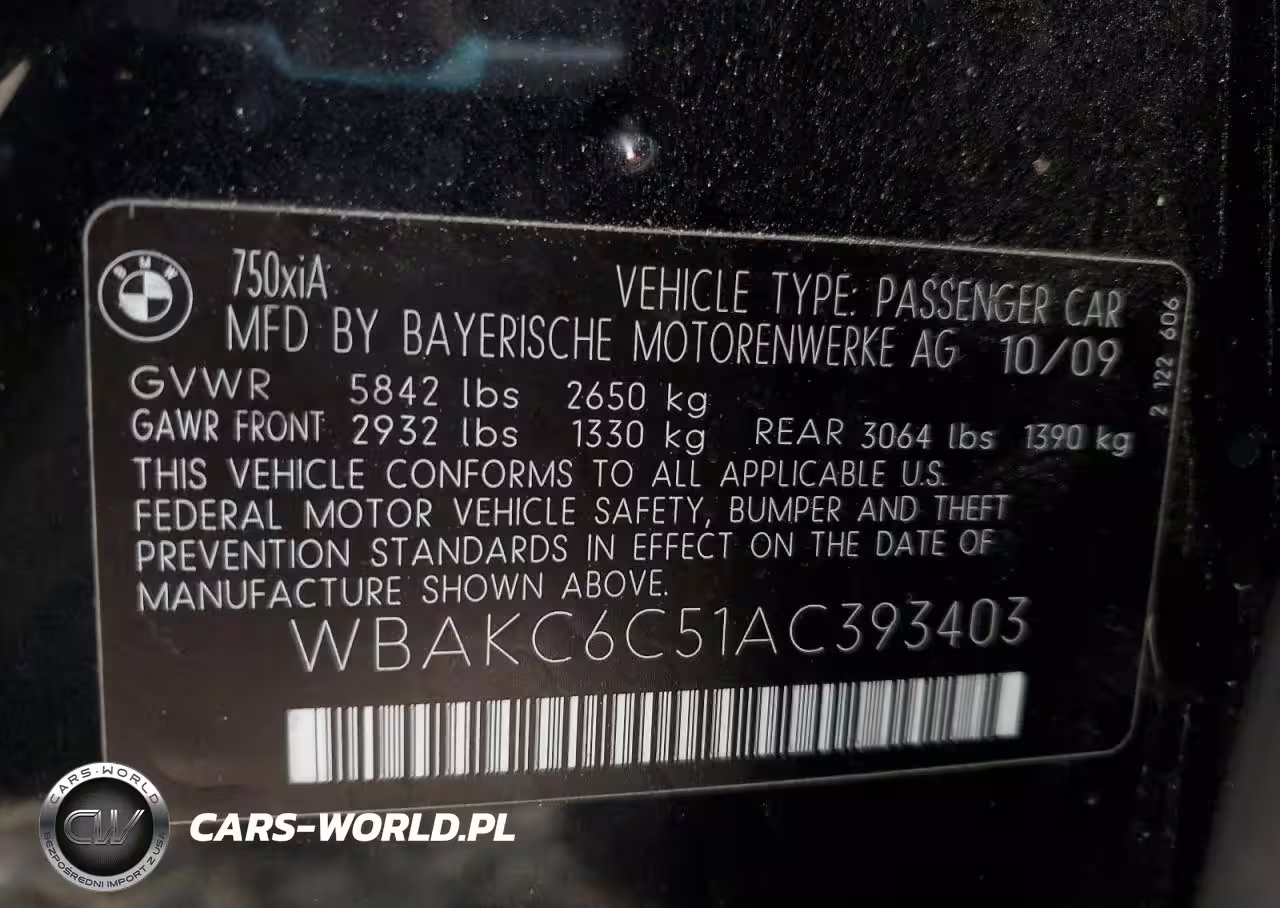 BMW
750xiA
VEHICLE TYPE: PASSENGER CAR
MFD BY BAYERISCHE MOTORENWERKE AG 10/09
GVWR 5842 lbs 2650 kg
GAWR FRONT 2932 lbs 1330 kg REAR 3064 lbs 1390 kg
THIS VEHICLE CONFORMS TO ALL APPLICABLE U.S.
FEDERAL MOTOR VEHICLE SAFETY, BUMPER AND THEFT
PREVENTION STANDARDS IN EFFECT ON THE DATE OF
MANUFACTURE SHOWN ABOVE.
WBAKC6C51AC393403
2 122 606
CARS-WORLD
CW
BEZPOŚREDNI IMPORT Z USA
CARS-WORLD.PL